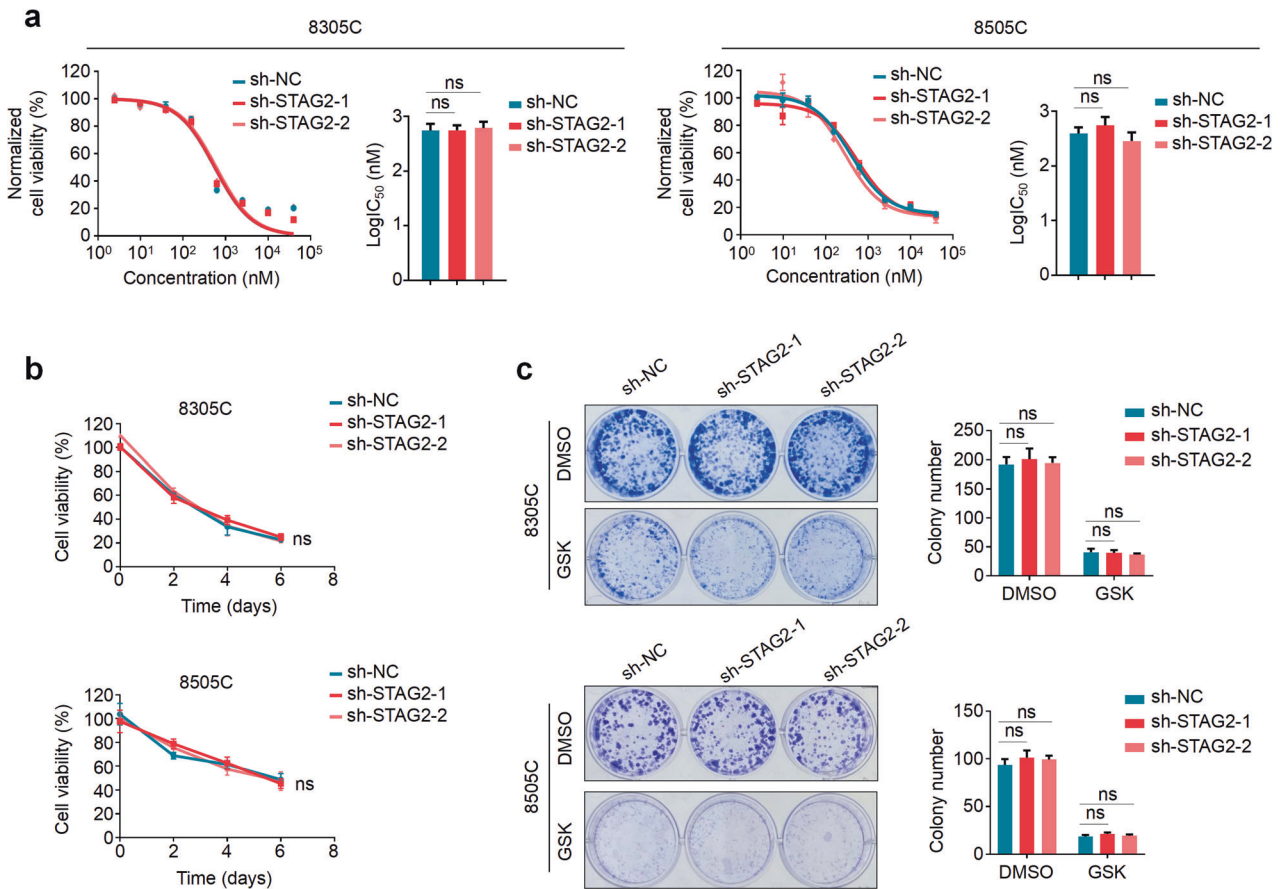 a
8305C
120
100
80
60
40
20
0
10⁰ 10¹ 10² 10³ 10⁴ 10⁵
Normalized
cell viability (%)
Concentration (nM)
sh-NC
sh-STAG2-1
sh-STAG2-2
3
2
1
0
LogIC₅₀ (nM)
ns
ns
sh-NC
sh-STAG2-1
sh-STAG2-2
8505C
120
100
80
60
40
20
0
10⁰ 10¹ 10² 10³ 10⁴ 10⁵
Normalized
cell viability (%)
Concentration (nM)
sh-NC
sh-STAG2-1
sh-STAG2-2
3
2
1
0
LogIC₅₀ (nM)
ns
ns
sh-NC
sh-STAG2-1
sh-STAG2-2
b
8305C
120
100
80
60
40
20
0 2 4 6 8
Cell viability (%)
Time (days)
ns
sh-NC
sh-STAG2-1
sh-STAG2-2
8505C
120
100
80
60
40
20
0
0 2 4 6 8
Cell viability (%)
Time (days)
ns
sh-NC
sh-STAG2-1
sh-STAG2-2
c
sh-NC sh-STAG2-1 sh-STAG2-2
8305C
DMSO
GSK
250
200
150
100
50
0
Colony number
ns
ns
ns
ns
DMSO GSK
sh-NC
sh-STAG2-1
sh-STAG2-2
sh-NC sh-STAG2-1 sh-STAG2-2
8505C
DMSO
GSK
150
100
50
0
Colony number
ns
ns
ns
ns
DMSO GSK
sh-NC
sh-STAG2-1
sh-STAG2-2